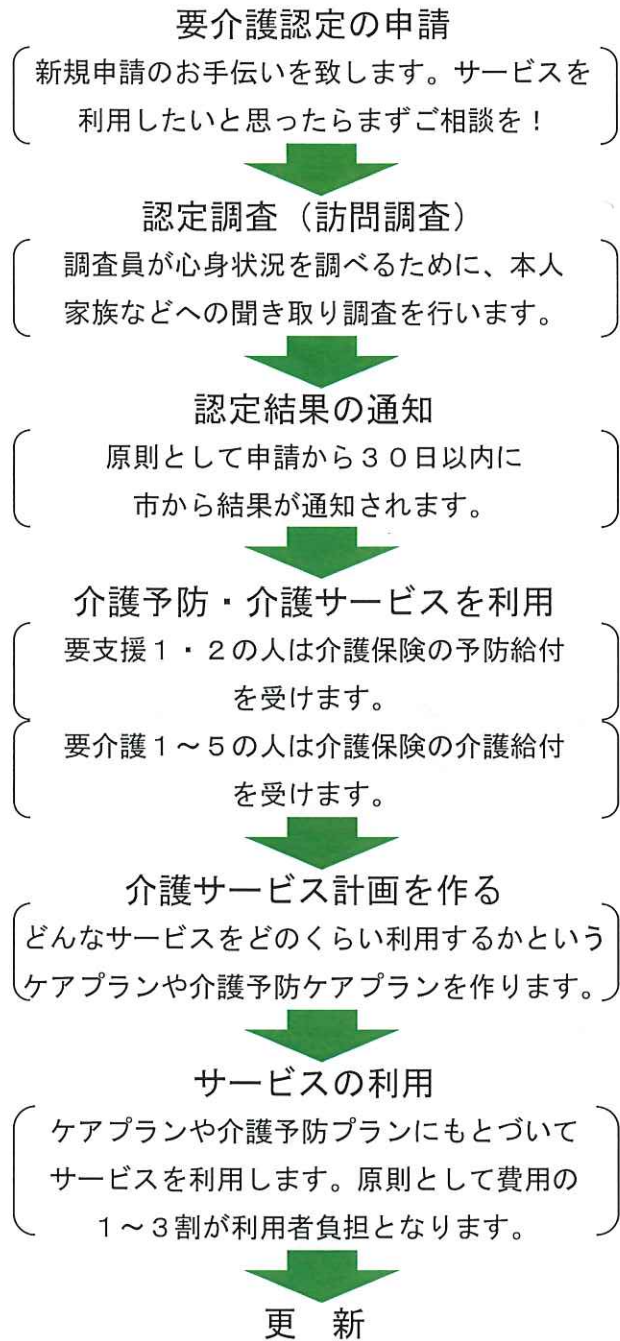 要介護認定の申請
新規申請のお手伝いを致します。サービスを
利用したいと思ったらまずご相談を！
認定調査（訪問調査）
調査員が心身状況を調べるために、本人
家族などへの聞き取り調査を行います。
認定結果の通知
原則として申請から３０日以内に
市から結果が通知されます。
介護予防・介護サービスを利用
要支援１・２の人は介護保険の予防給付
を受けます。
要介護１～５の人は介護保険の介護給付
を受けます。
介護サービス計画を作る
どんなサービスをどのくらい利用するかという
ケアプランや介護予防ケアプランを作ります。
サービスの利用
ケアプランや介護予防プランにもとづいて
サービスを利用します。原則として費用の
１～３割が利用者負担となります。
更　新